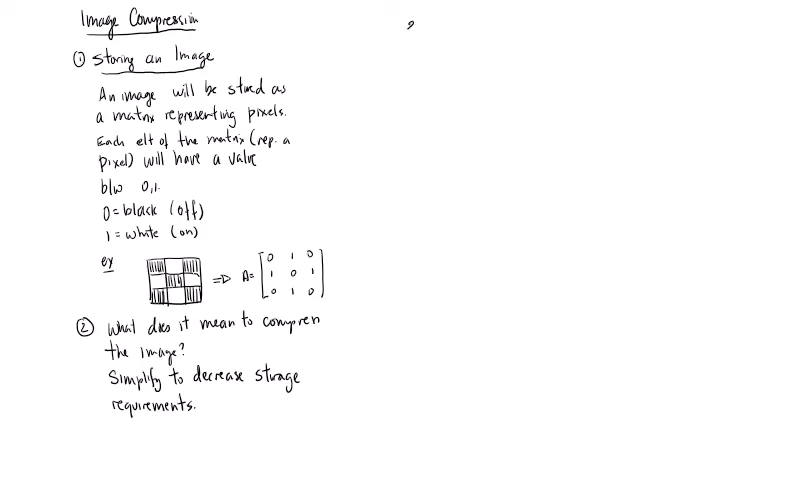 Image Compression
① Storing an Image
An image will be stored as
a matrix representing pixels.
Each elt of the matrix (rep. a
pixel) will have a value
b/w 0,1.
0 = black (off)
1 = white (on)
ex
⇒ A = [0 1 0
1 0 1
0 1 0]
② What does it mean to compress
the image?
Simplify to decrease storage
requirements.